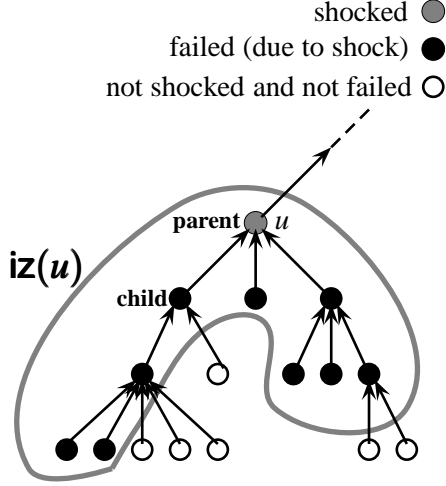 shocked
failed (due to shock)
not shocked and not failed
parent u
iz(u)
child